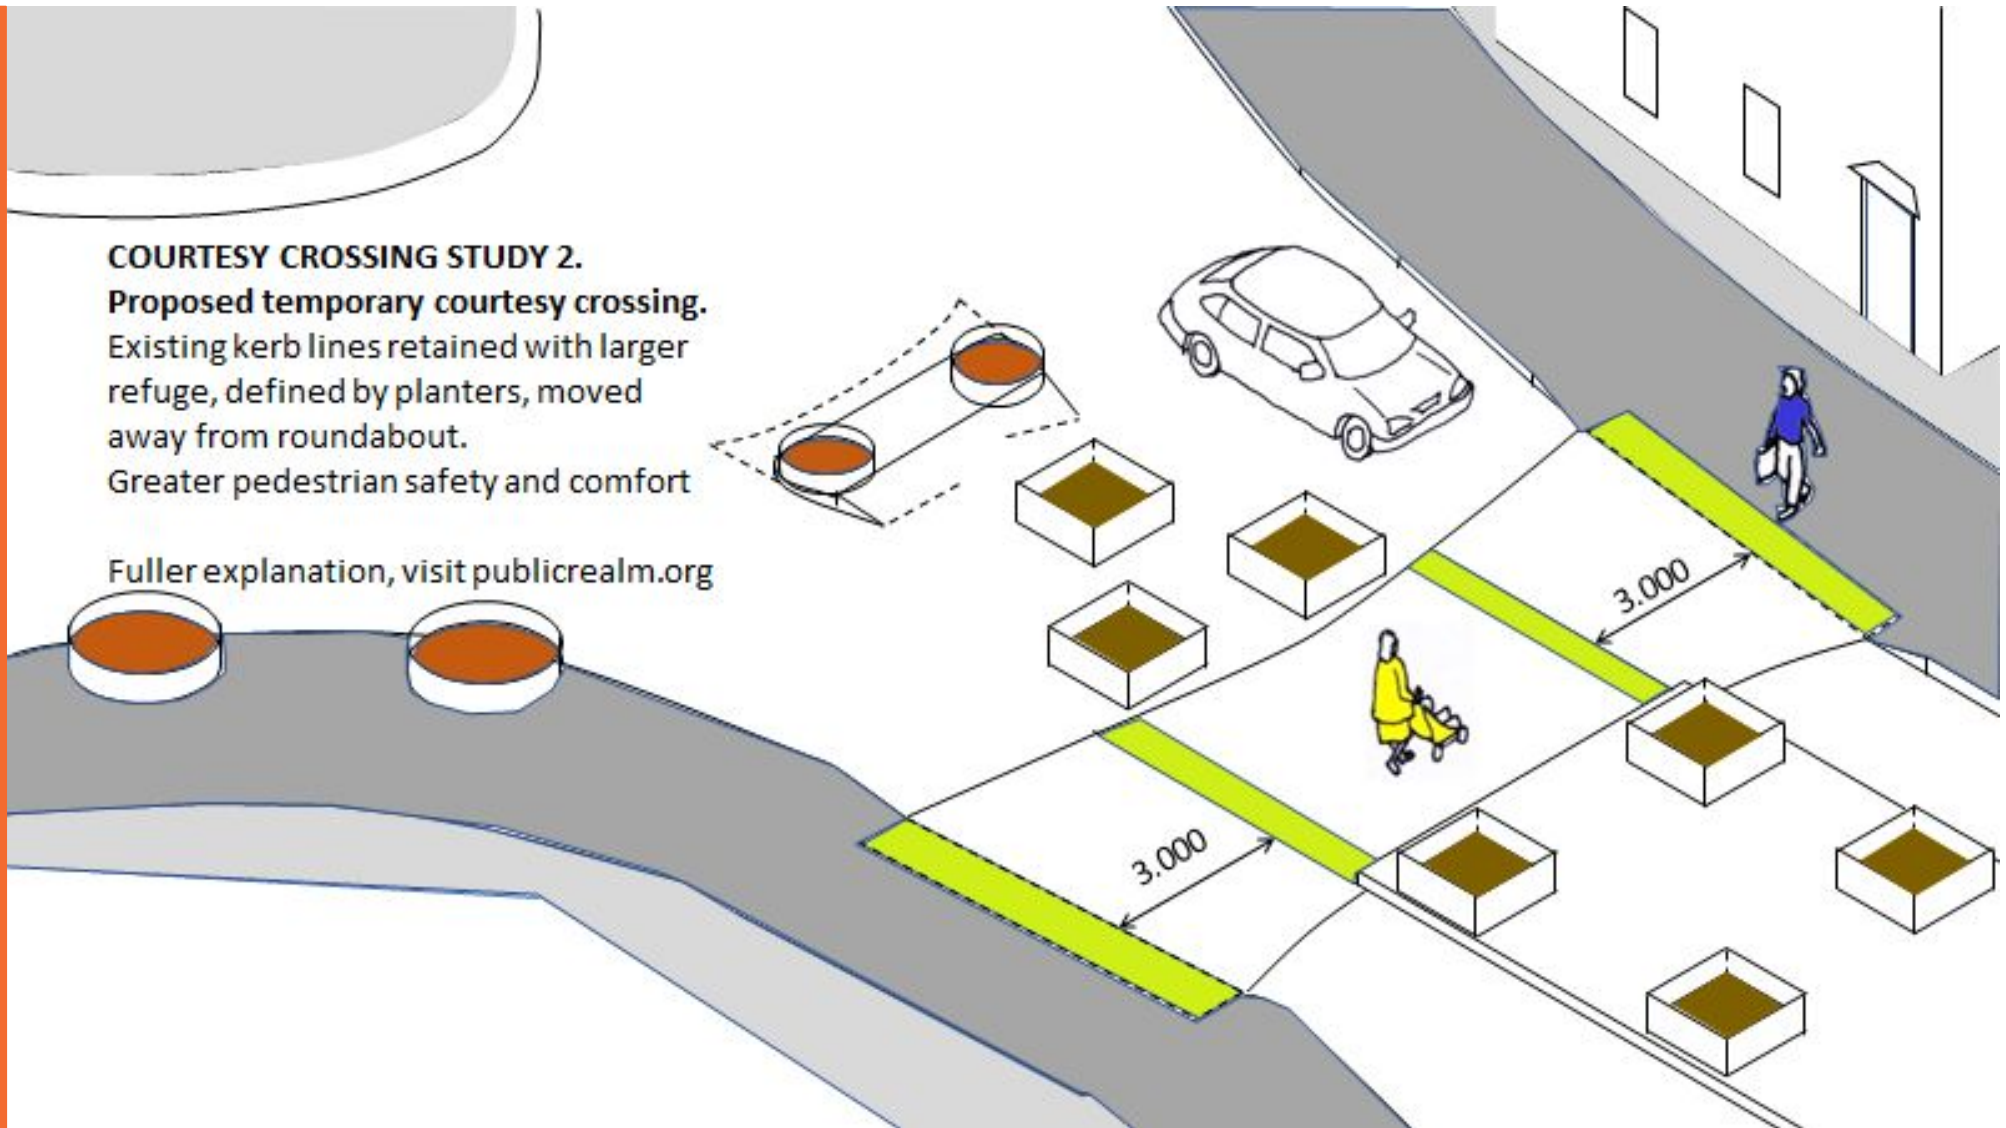 COURTESY CROSSING STUDY 2.
Proposed temporary courtesy crossing.
Existing kerb lines retained with larger
refuge, defined by planters, moved
away from roundabout.
Greater pedestrian safety and comfort
Fuller explanation, visit publicrealm.org
3.000
3.000